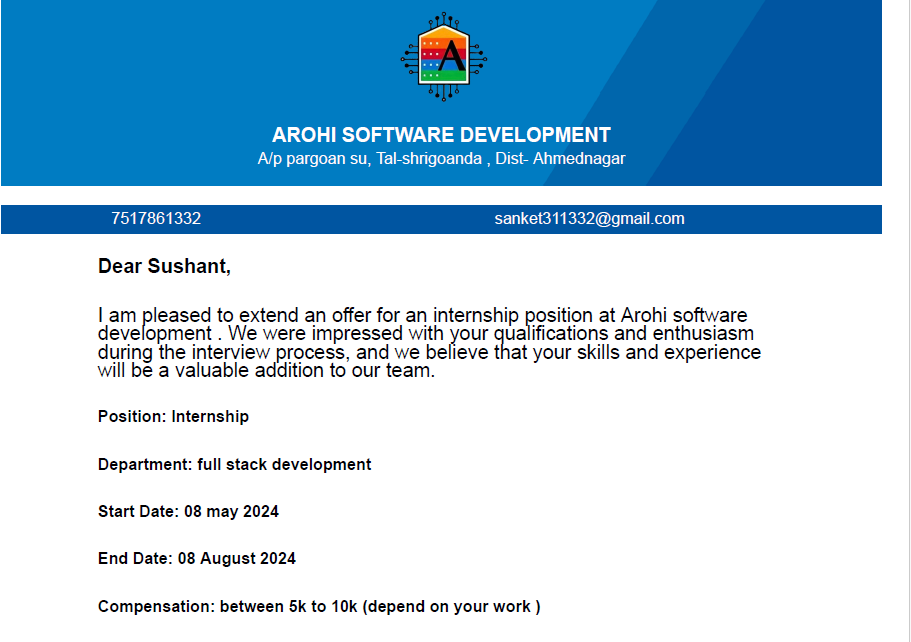 A
AROHI SOFTWARE DEVELOPMENT
A/p pargoan su, Tal-shrigoanda , Dist- Ahmednagar
7517861332 sanket311332@gmail.com
Dear Sushant,
I am pleased to extend an offer for an internship position at Arohi software
development . We were impressed with your qualifications and enthusiasm
during the interview process, and we believe that your skills and experience
will be a valuable addition to our team.
Position: Internship
Department: full stack development
Start Date: 08 may 2024
End Date: 08 August 2024
Compensation: between 5k to 10k (depend on your work )